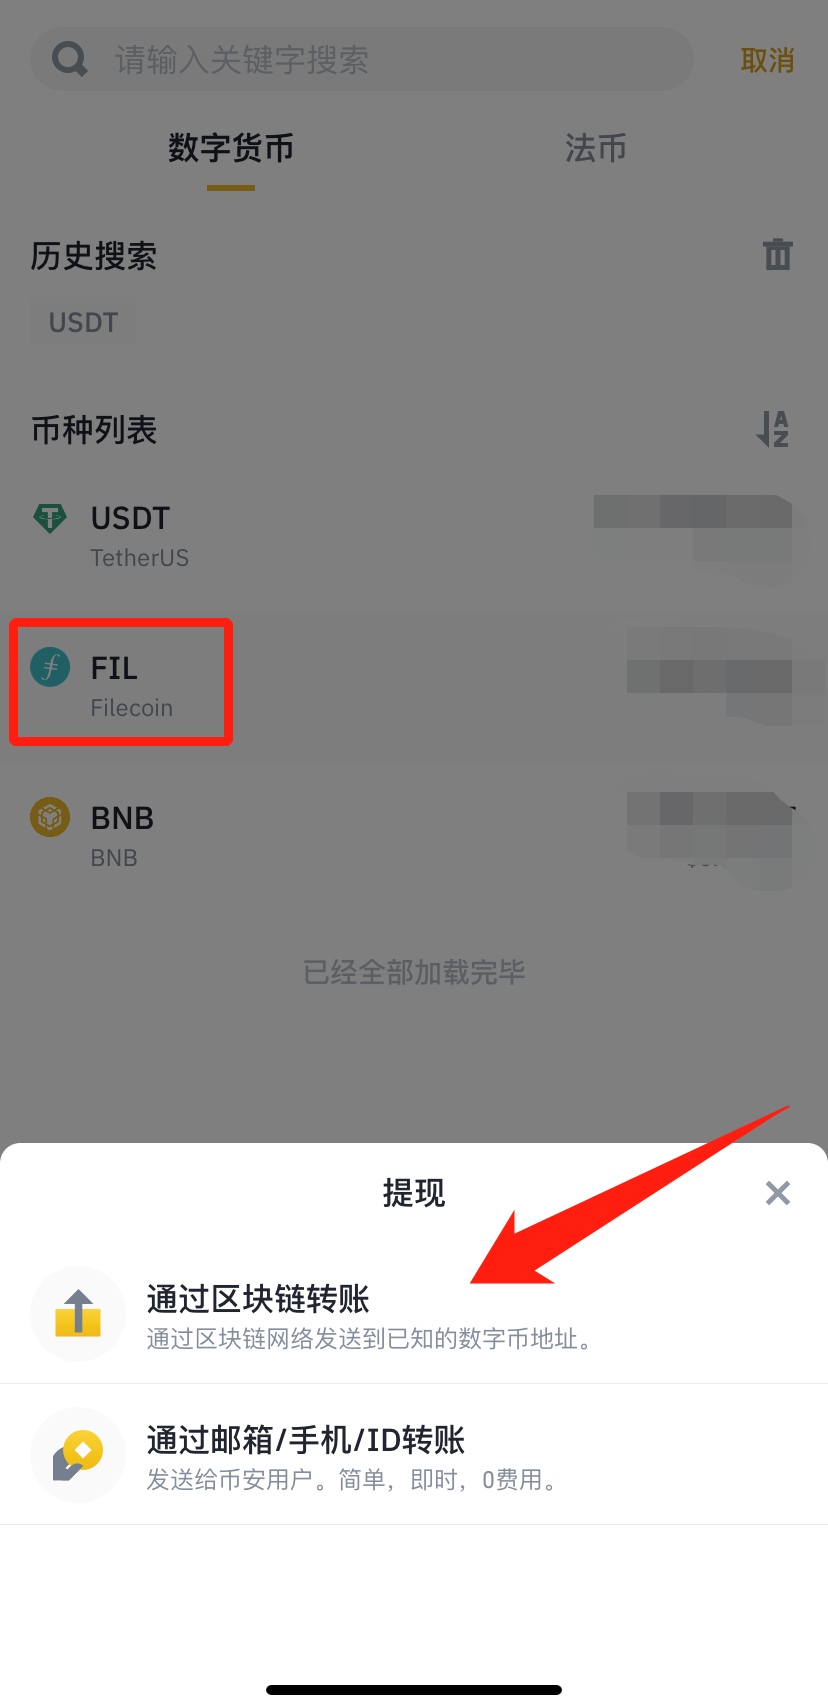 请输入关键字搜索
取消
数字货币
法币
历史搜索
USDT
币种列表
USDT
TetherUS
FIL
Filecoin
BNB
BNB
已经全部加载完毕
提现
通过区块链转账
通过区块链网络发送到已知的数字币地址。
通过邮箱/手机/ID转账
发送给币安用户。简单，即时，0费用。